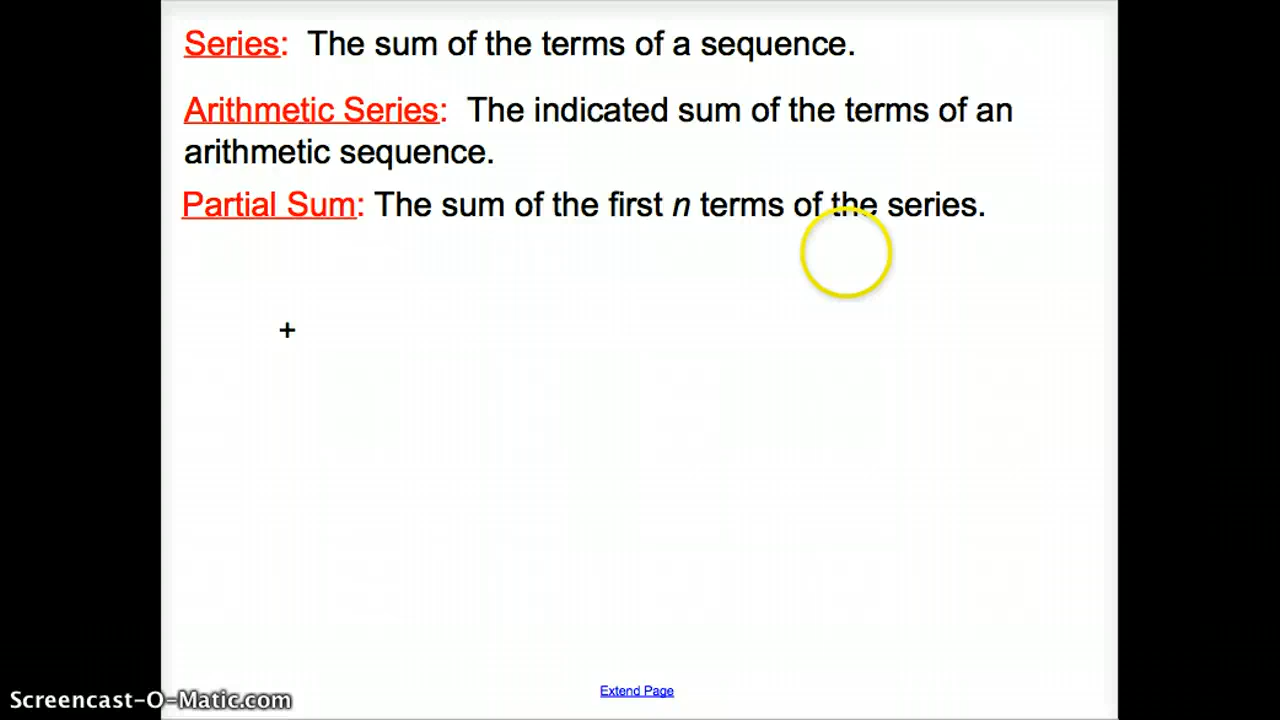 Series: The sum of the terms of a sequence.
Arithmetic Series: The indicated sum of the terms of an
arithmetic sequence.
Partial Sum: The sum of the first n terms of the series.
+
Extend Page
Screencast-O-Matic.com